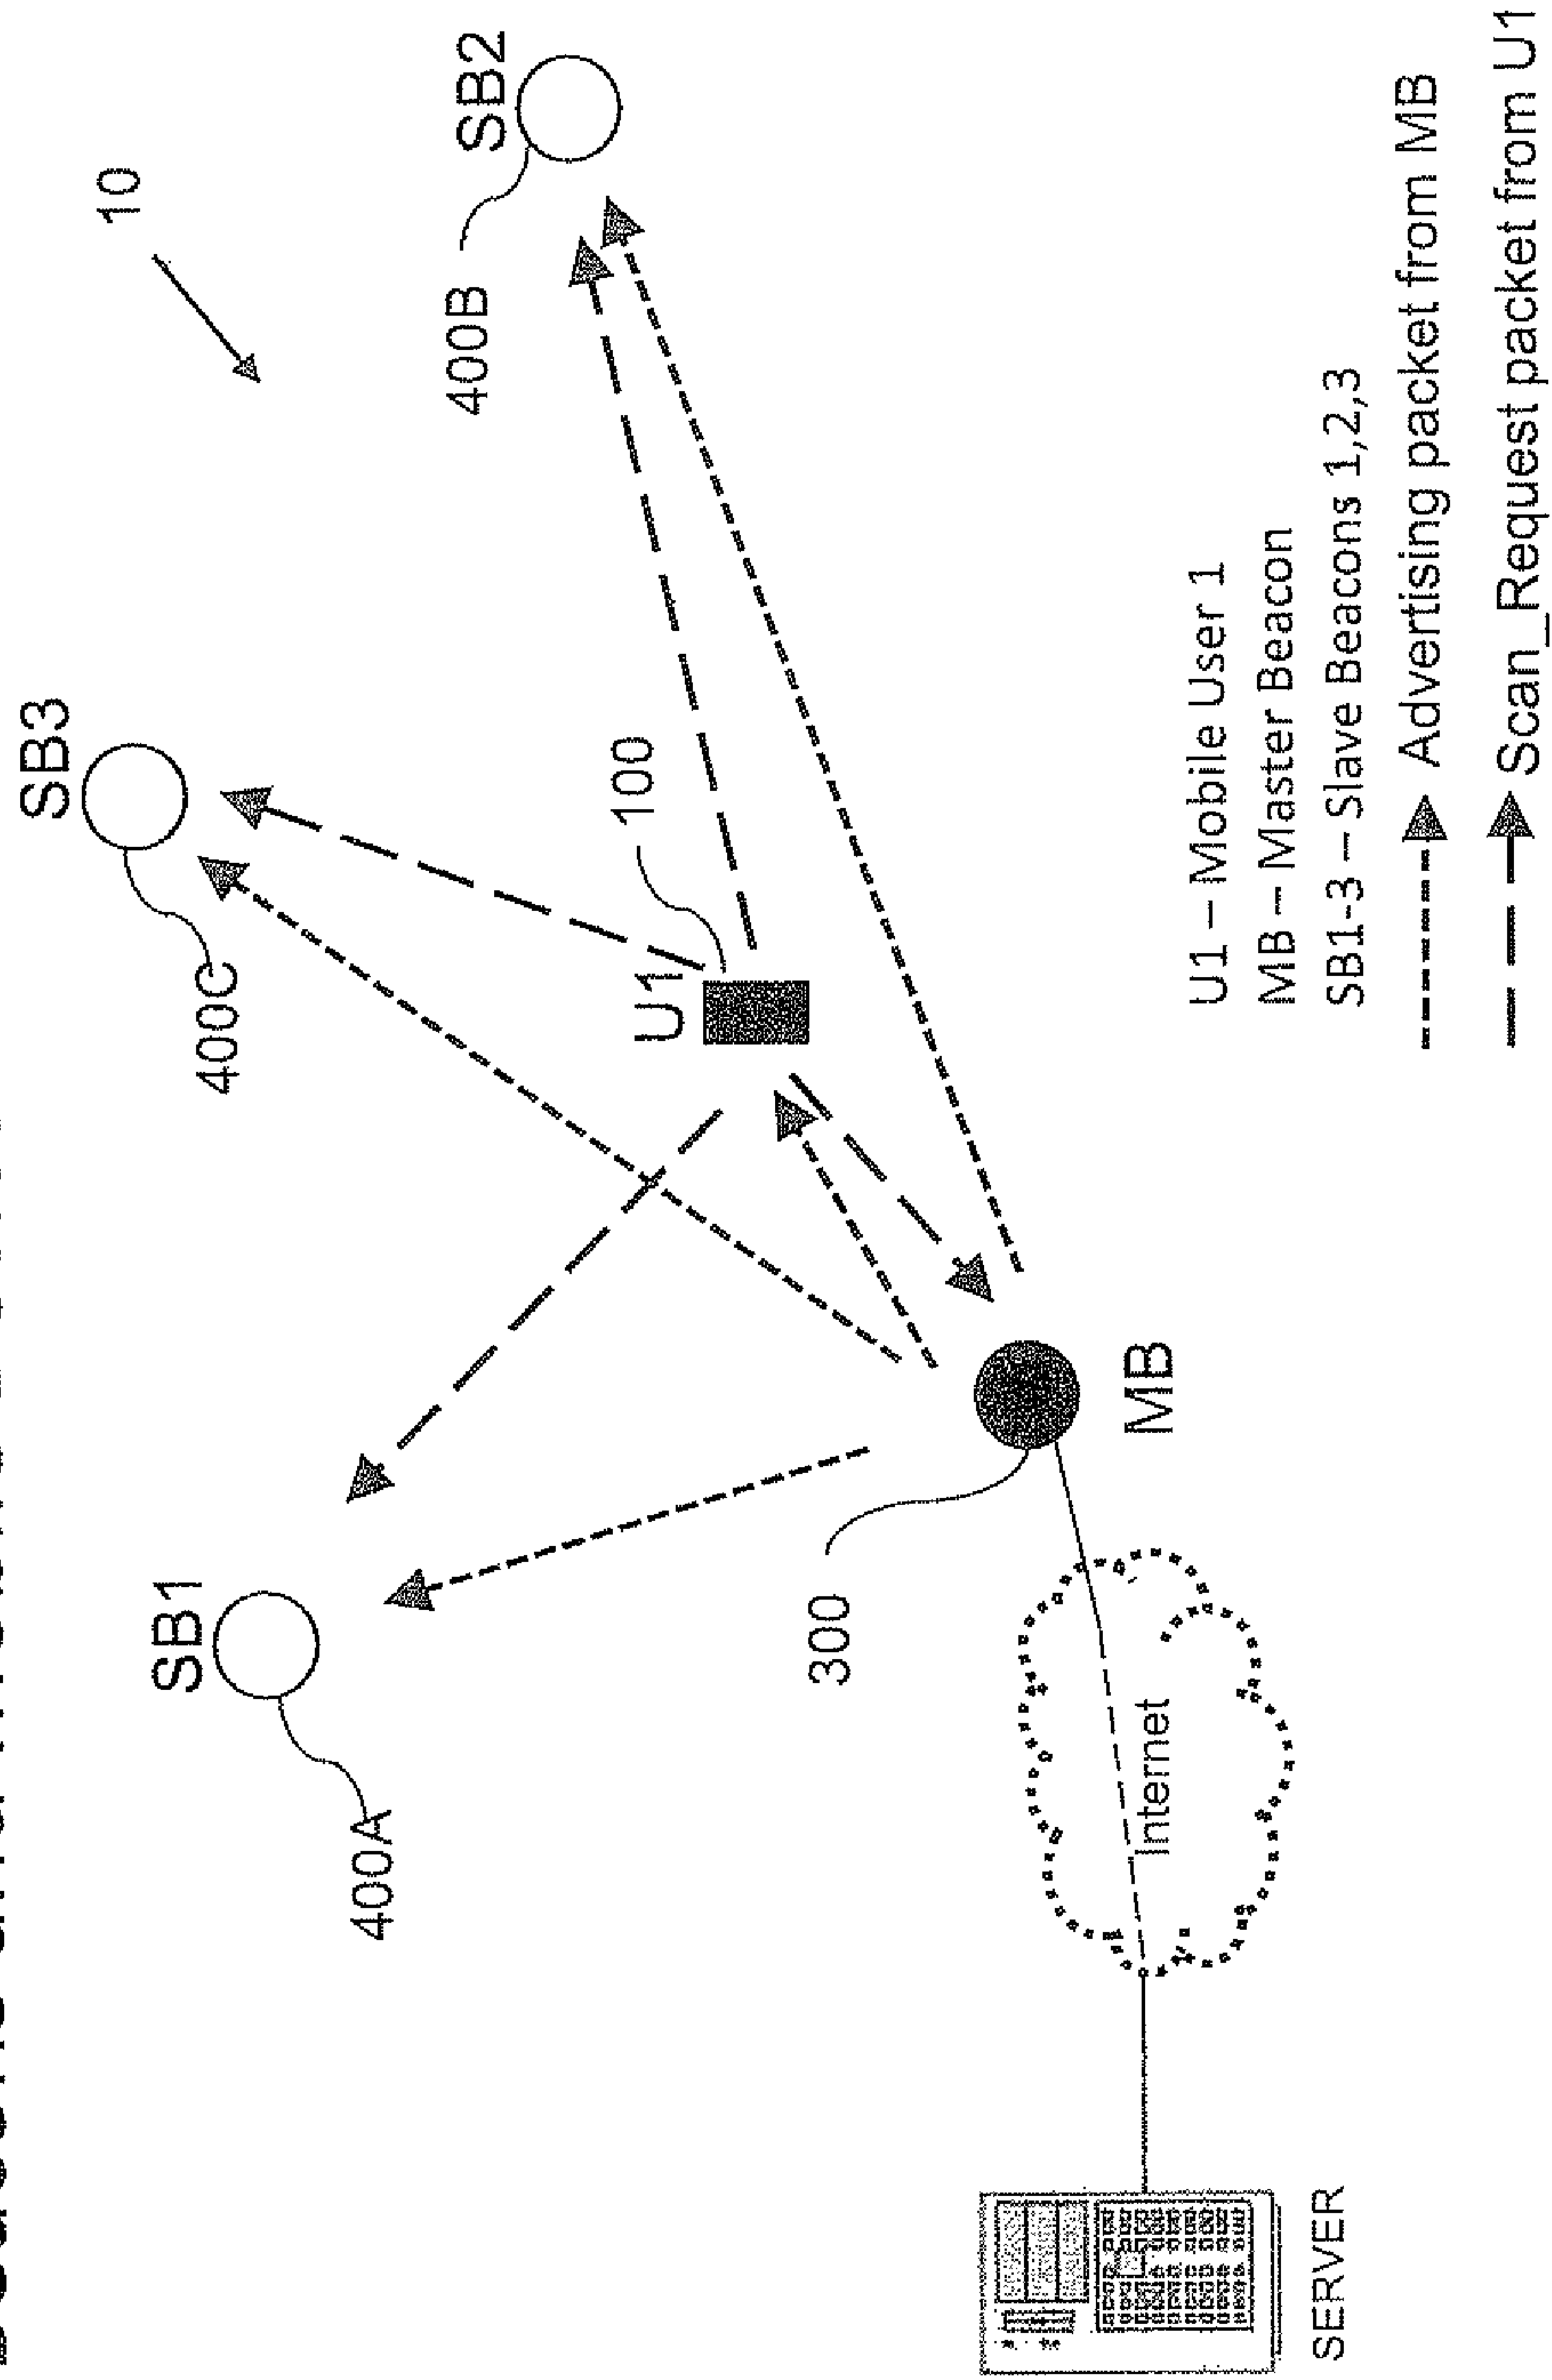 10
SB3
SB2
SB1
400C
400B
400A
U1
100
300
MB
Internet
SERVER
U1 – Mobile User 1
MB – Master Beacon
SB1-3 – Slave Beacons 1,2,3
Advertising packet from MB
Scan_Request packet from U1